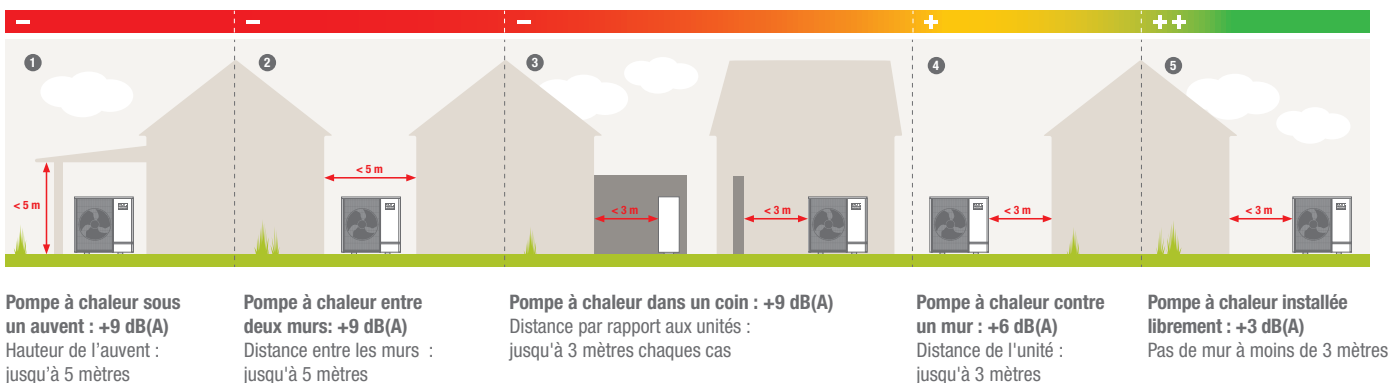 − − − + ++
1 2 3 4 5
< 5 m
< 5 m
< 3 m
< 3 m
< 3 m
< 3 m
Pompe à chaleur sous
un auvent : +9 dB(A)
Hauteur de l'auvent :
jusqu'à 5 mètres
Pompe à chaleur entre
deux murs: +9 dB(A)
Distance entre les murs :
jusqu'à 5 mètres
Pompe à chaleur dans un coin : +9 dB(A)
Distance par rapport aux unités :
jusqu'à 3 mètres chaques cas
Pompe à chaleur contre
un mur : +6 dB(A)
Distance de l'unité :
jusqu'à 3 mètres
Pompe à chaleur installée
librement : +3 dB(A)
Pas de mur à moins de 3 mètres